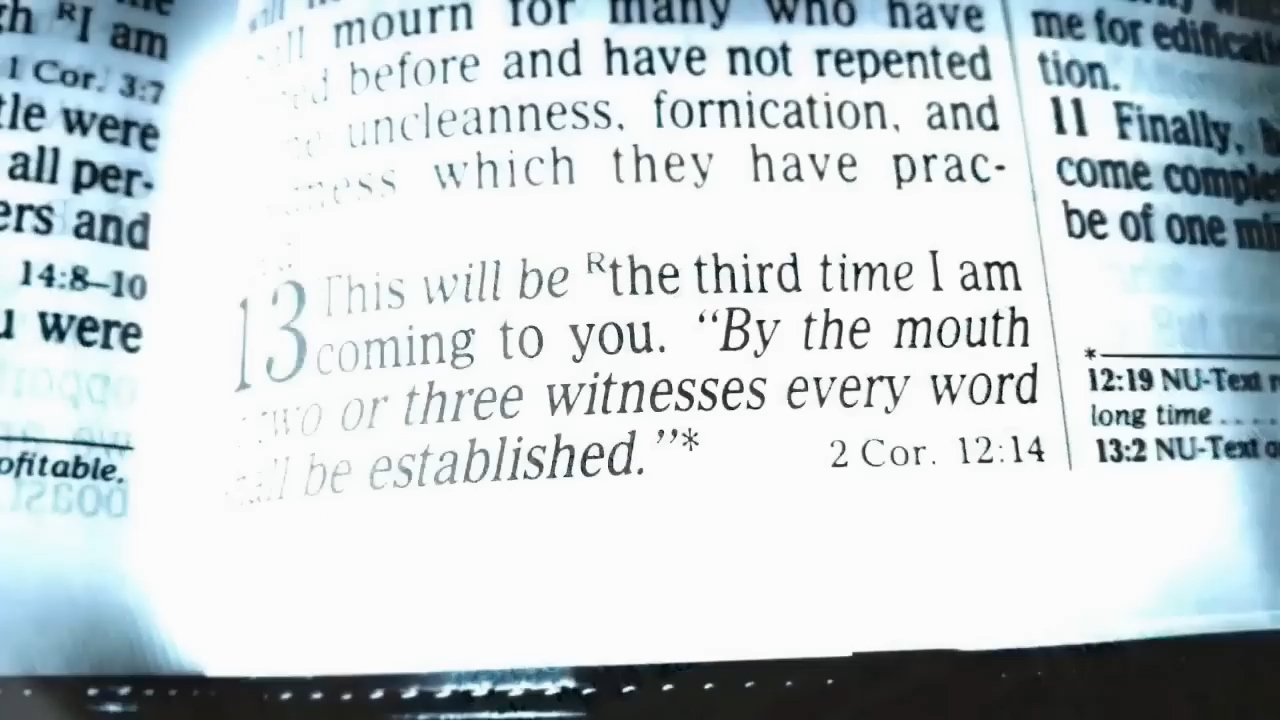 RI am
1 Cor. 3:7
tle were
all per-
ers and
14:8–10
were
ofitable.
mourn for many who have
before and have not repented
uncleanness, fornication, and
which they have prac-
13 This will be Rthe third time I am
coming to you. “By the mouth
two or three witnesses every word
be established.”*
2 Cor. 12:14
me for edificati
tion.
11 Finally,
come comple
be of one mi
*
12:19 NU-Text
long time ....
13:2 NU-Text